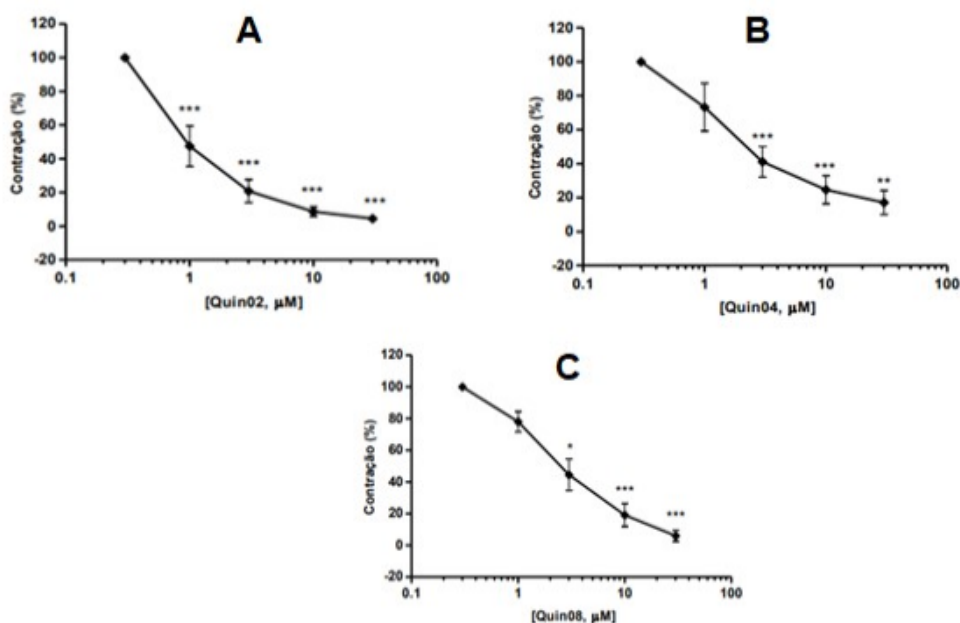 A
120
100
80
60
40
20
0
-20
Contração (%)
***
***
***
***
0.1 1 10 100
[Quin02, µM]
B
120
100
80
60
40
20
0
-20
Contração (%)
***
***
**
0.1 1 10 100
[Quin04, µM]
C
120
100
80
60
40
20
0
-20
Contração (%)
*
***
***
0.1 1 10 100
[Quin08, µM]